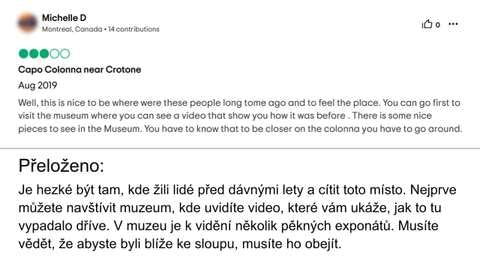 Michelle D
Montreal, Canada • 14 contributions
0
Capo Colonna near Crotone
Aug 2019
Well, this is nice to be where were these people long tome ago and to feel the place. You can go first to
visit the museum where you can see a video that show you how it was before . There is some nice
pieces to see in the Museum. You have to know that to be closer on the colonna you have to go around.
Přeloženo:
Je hezké být tam, kde žili lidé před dávnými lety a cítit toto místo. Nejprve
můžete navštívit muzeum, kde uvidíte video, které vám ukáže, jak to tu
vypadalo dříve. V muzeu je k vidění několik pěkných exponátů. Musíte
vědět, že abyste byli blíže ke sloupu, musíte ho obejít.